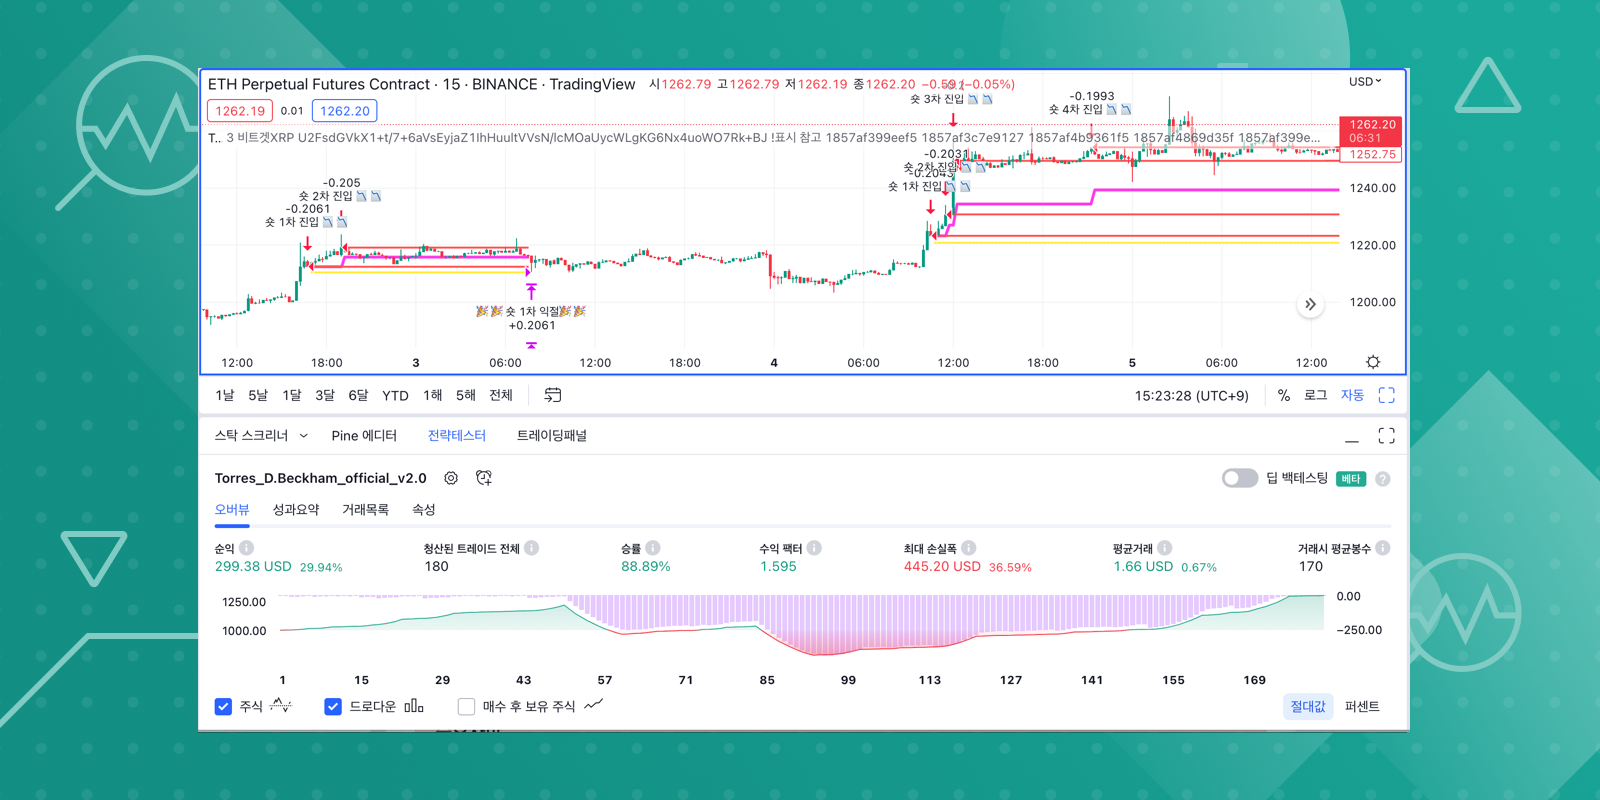 ETH Perpetual Futures Contract · 15 · BINANCE · TradingView 시1262.79 고1262.79 저1262.19 종1262.20 −0.59 (−0.05%)
USD
1262.19 0.01 1262.20
숏 3차 진입
-0.1993
숏 4차 진입
1262.20
06:31
T.. 3 비트겟XRP U2FsdGVkX1+t/7+6aVsEyjaZ1IhHuultVVsN/lcMOaUycWLgKG6Nx4uoWO7Rk+BJ !표시 참고 1857af399eef5 1857af3c7e9127 1857af4b9361f5 1857af4869d35f 1857af399e...
1252.75
-0.2031
숏 2차 진입
-0.2043
숏 1차 진입
-0.205
숏 2차 진입
-0.2061
숏 1차 진입
1240.00
1220.00
1200.00
숏 1차 익절
+0.2061
12:00 18:00 3 06:00 12:00 18:00 4 06:00 12:00 18:00 5 06:00 12:00
1날 5날 1달 3달 6달 YTD 1해 5해 전체
15:23:28 (UTC+9) % 로그 자동
스탁 스크리너 Pine 에디터 전략테스터 트레이딩패널
Torres_D.Beckham_official_v2.0
딥 백테스팅 베타 ?
오버뷰 성과요약 거래목록 속성
순익 청산된 트레이드 전체 승률 수익 팩터 최대 손실폭 평균거래 거래시 평균봉수
299.38 USD 29.94% 180 88.89% 1.595 445.20 USD 36.59% 1.66 USD 0.67% 170
1250.00
1000.00
0.00
−250.00
1 15 29 43 57 71 85 99 113 127 141 155 169
주식 드로다운 매수 후 보유 주식
절대값 퍼센트